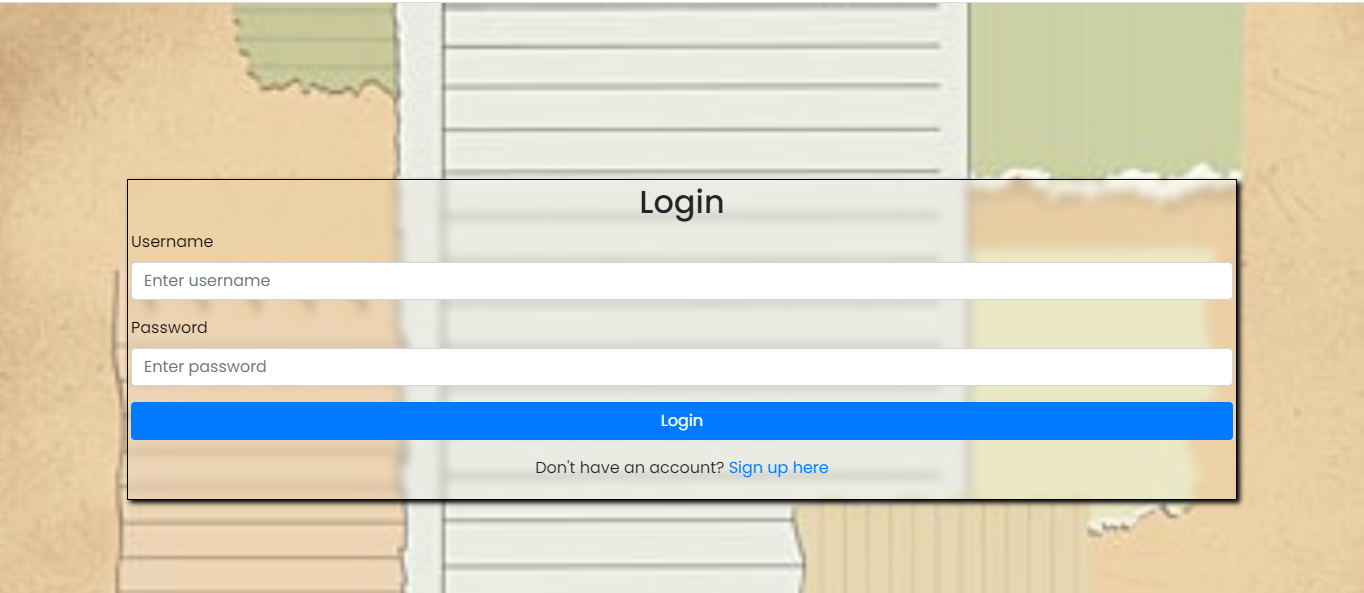 Login
Username
Enter username
Password
Enter password
Login
Don't have an account? Sign up here